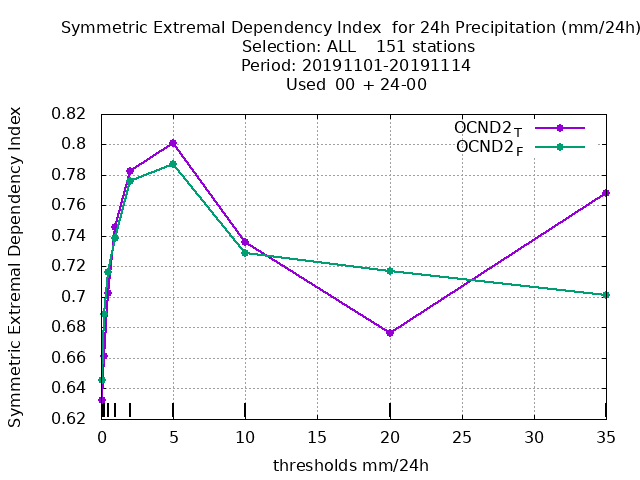 Symmetric Extremal Dependency Index  for 24h Precipitation (mm/24h)
Selection: ALL    151 stations
Period: 20191101-20191114
Used  00  + 24-00
OCND2T
OCND2F
Symmetric Extremal Dependency Index
0.82
0.8
0.78
0.76
0.74
0.72
0.7
0.68
0.66
0.64
0.62
0 5 10 15 20 25 30 35
thresholds mm/24h